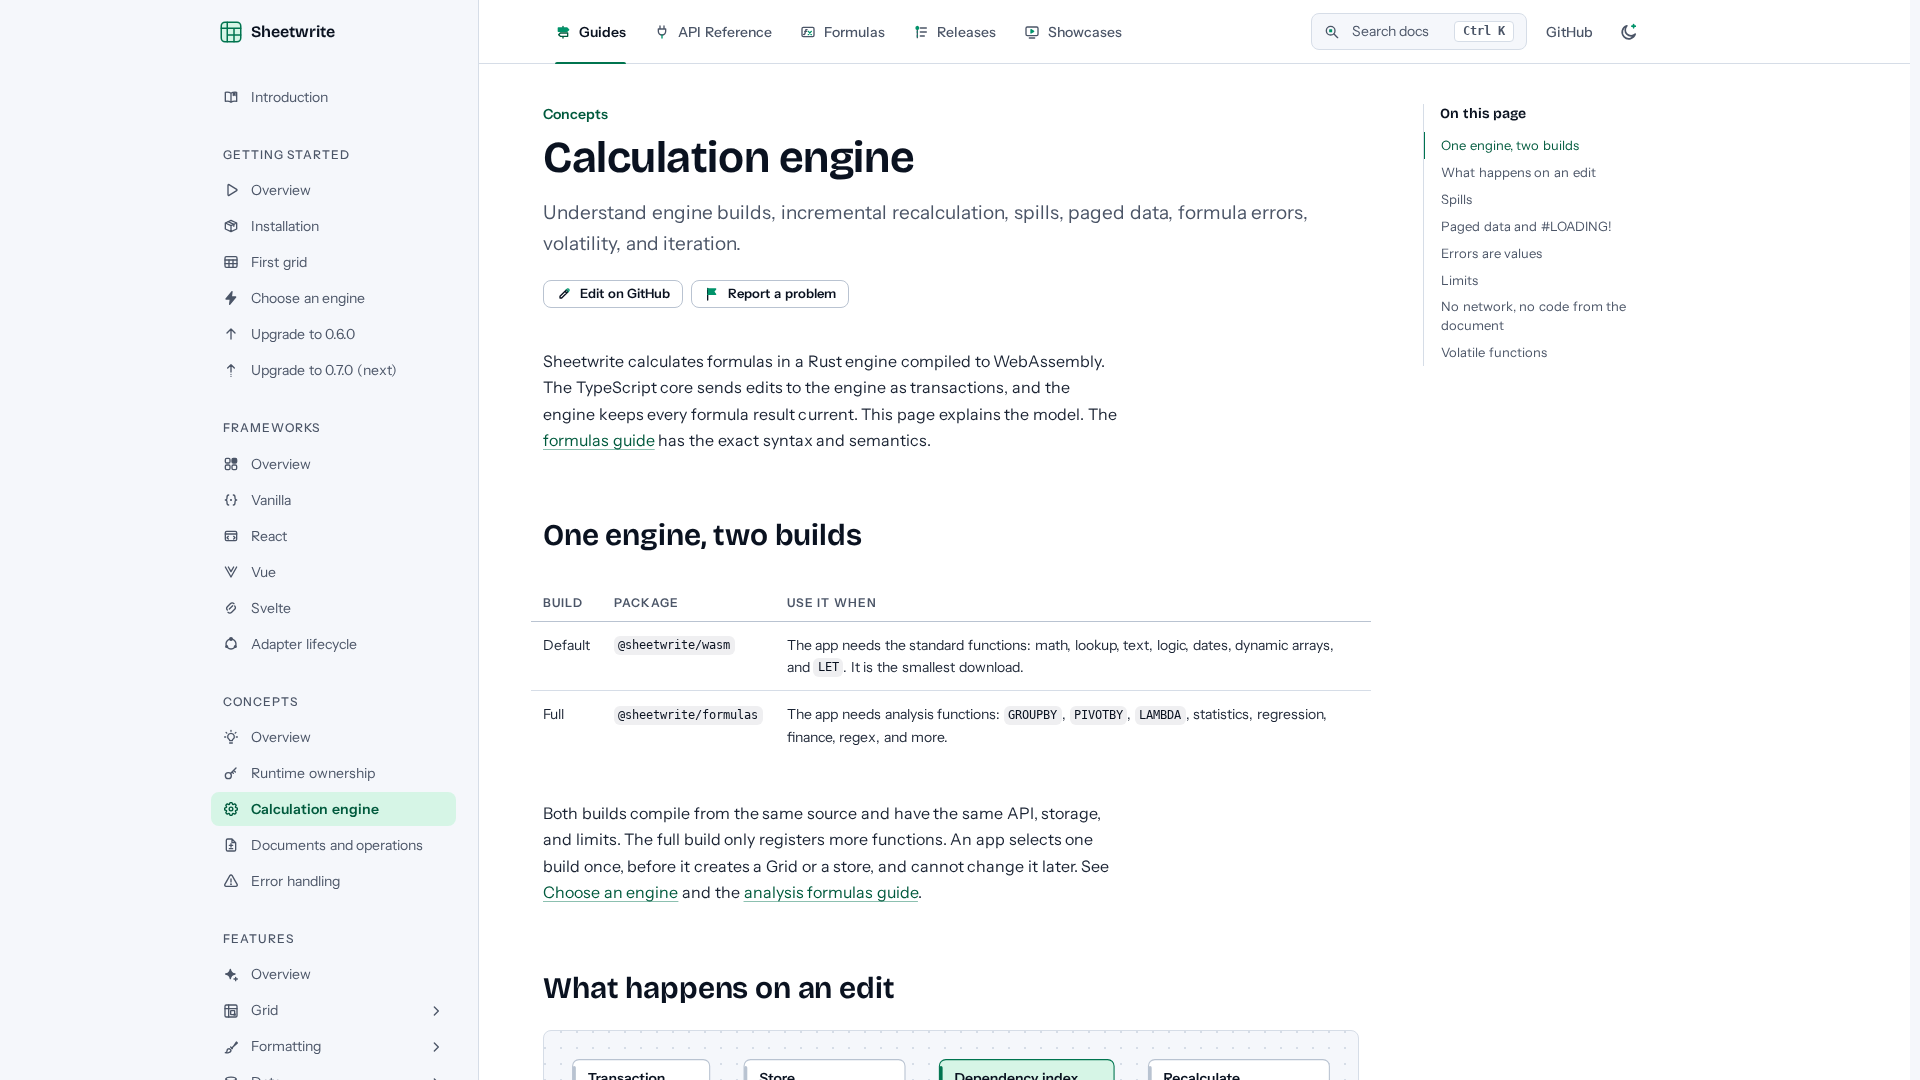 Sheetwrite
Introduction
GETTING STARTED
Overview
Installation
First grid
Choose an engine
Upgrade to 0.6.0
Upgrade to 0.7.0 (next)
FRAMEWORKS
Overview
Vanilla
React
Vue
Svelte
Adapter lifecycle
CONCEPTS
Overview
Runtime ownership
Calculation engine
Documents and operations
Error handling
FEATURES
Overview
Grid
Formatting
Guides
API Reference
Formulas
Releases
Showcases
Search docs
Ctrl K
GitHub
Concepts
Calculation engine
Understand engine builds, incremental recalculation, spills, paged data, formula errors,
volatility, and iteration.
Edit on GitHub
Report a problem
Sheetwrite calculates formulas in a Rust engine compiled to WebAssembly.
The TypeScript core sends edits to the engine as transactions, and the
engine keeps every formula result current. This page explains the model. The
formulas guide has the exact syntax and semantics.
One engine, two builds
BUILD PACKAGE USE IT WHEN
Default @sheetwrite/wasm The app needs the standard functions: math, lookup, text, logic, dates, dynamic arrays,
and LET. It is the smallest download.
Full @sheetwrite/formulas The app needs analysis functions: GROUPBY, PIVOTBY, LAMBDA, statistics, regression,
finance, regex, and more.
Both builds compile from the same source and have the same API, storage,
and limits. The full build only registers more functions. An app selects one
build once, before it creates a Grid or a store, and cannot change it later. See
Choose an engine and the analysis formulas guide.
What happens on an edit
Transaction
Store
Dependency index
Recalculate
On this page
One engine, two builds
What happens on an edit
Spills
Paged data and #LOADING!
Errors are values
Limits
No network, no code from the
document
Volatile functions